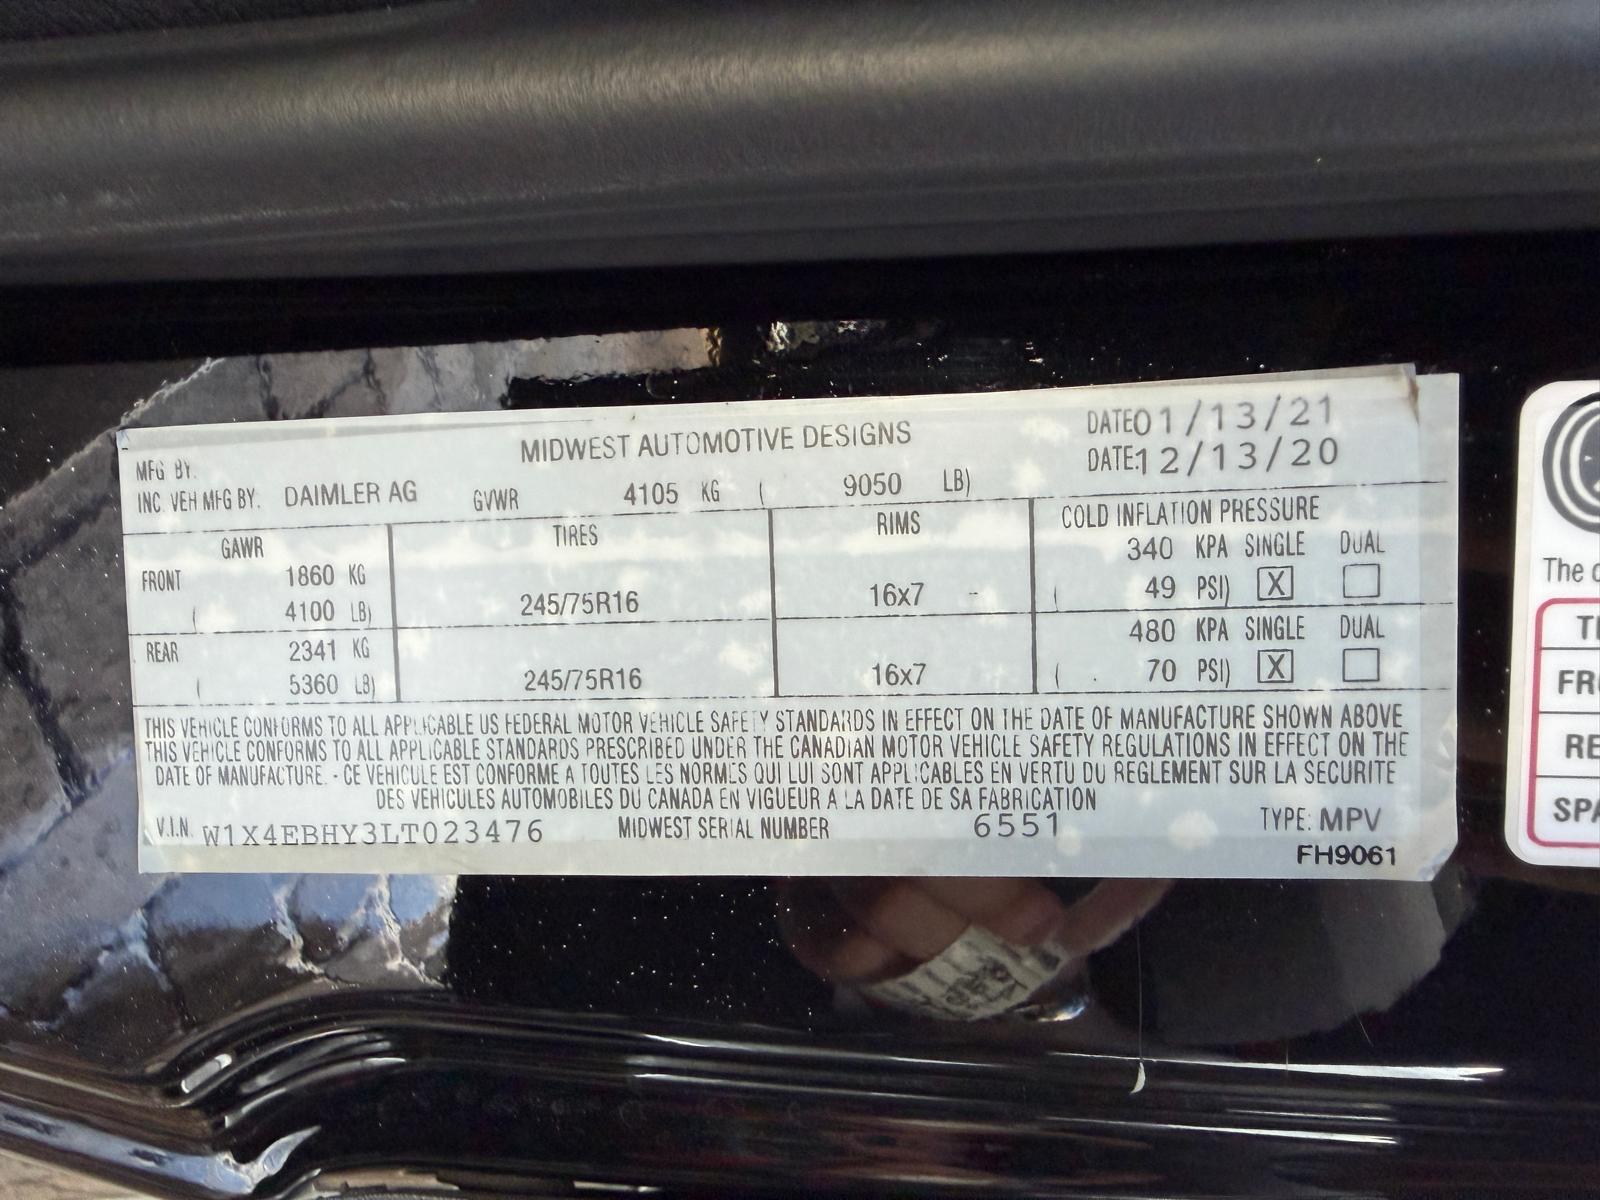 MFG BY. MIDWEST AUTOMOTIVE DESIGNS DATE01/13/21
INC. VEH MFG BY. DAIMLER AG GVWR 4105 KG ( 9050 LB) DATE:12/13/20
GAWR TIRES RIMS COLD INFLATION PRESSURE
FRONT 1860 KG 340 KPA SINGLE DUAL
( 4100 LB) 245/75R16 16x7 ( 49 PSI) X
REAR 2341 KG 480 KPA SINGLE DUAL
( 5360 LB) 245/75R16 16x7 ( 70 PSI) X
THIS VEHICLE CONFORMS TO ALL APPLICABLE US FEDERAL MOTOR VEHICLE SAFETY STANDARDS IN EFFECT ON THE DATE OF MANUFACTURE SHOWN ABOVE
THIS VEHICLE CONFORMS TO ALL APPLICABLE STANDARDS PRESCRIBED UNDER THE CANADIAN MOTOR VEHICLE SAFETY REGULATIONS IN EFFECT ON THE
DATE OF MANUFACTURE. - CE VEHICULE EST CONFORME A TOUTES LES NORMES QUI LUI SONT APPLICABLES EN VERTU DU REGLEMENT SUR LA SECURITE
DES VEHICULES AUTOMOBILES DU CANADA EN VIGUEUR A LA DATE DE SA FABRICATION
V.I.N. W1X4EBHY3LT023476 MIDWEST SERIAL NUMBER 6551 TYPE: MPV
FH9061
The